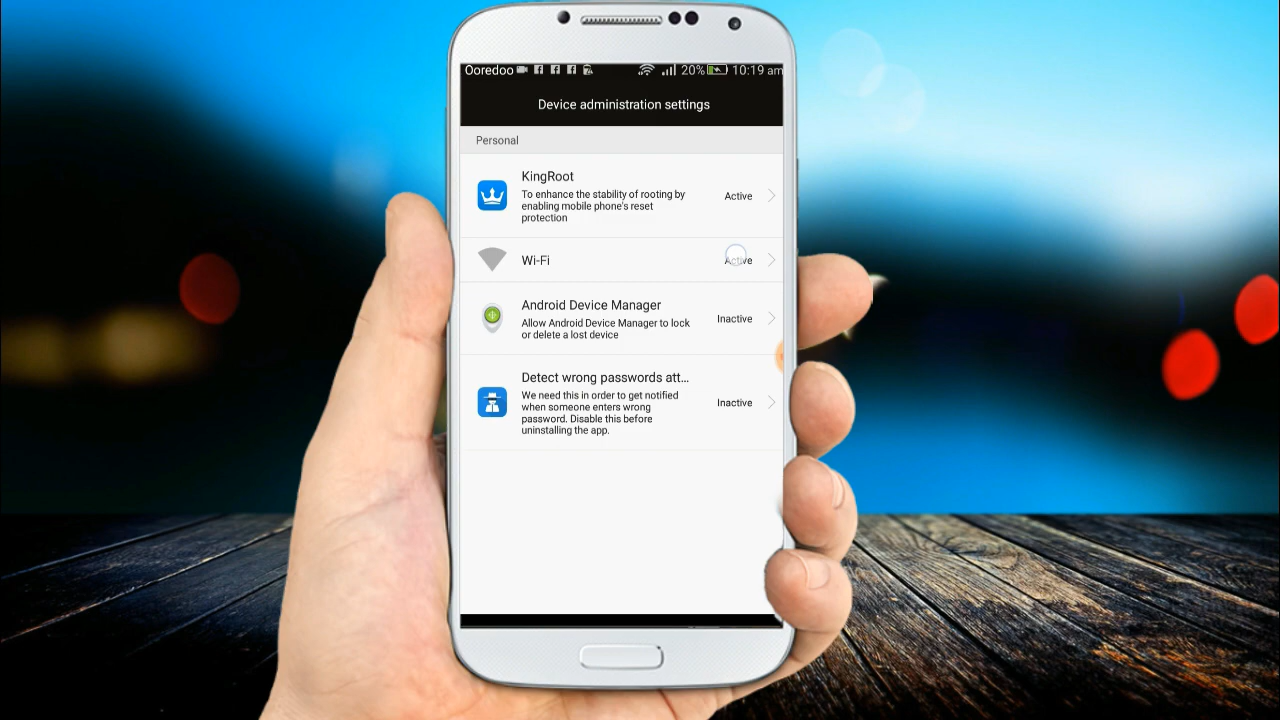 Ooredoo 20% 10:19 am
Device administration settings
Personal
KingRoot
To enhance the stability of rooting by
enabling mobile phone's reset
protection
Active
Wi-Fi
Active
Android Device Manager
Allow Android Device Manager to lock
or delete a lost device
Inactive
Detect wrong passwords att...
We need this in order to get notified
when someone enters wrong
password. Disable this before
uninstalling the app.
Inactive